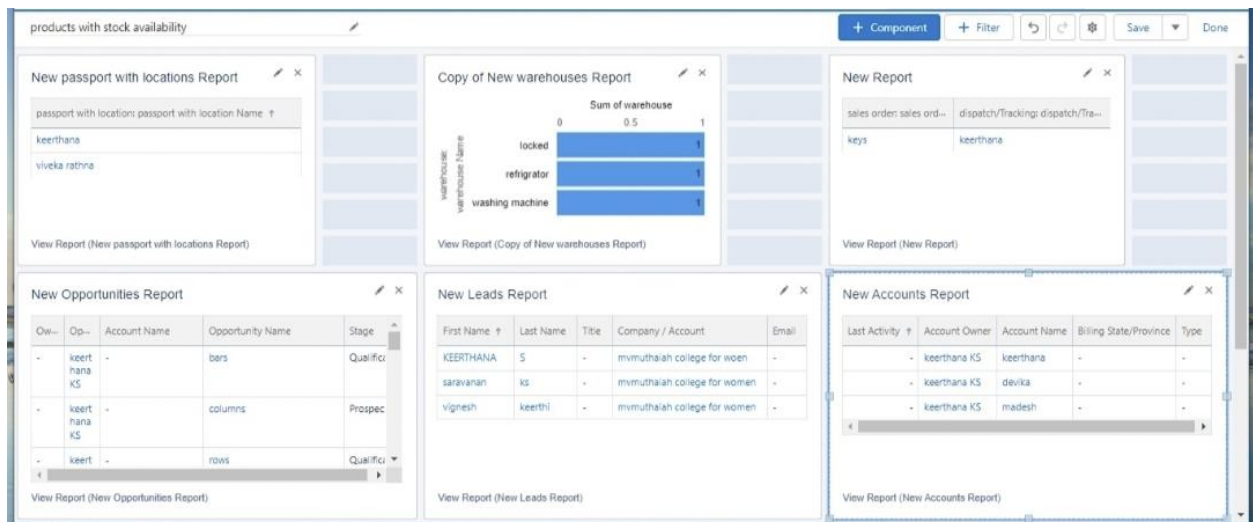 products with stock availability
+ Component + Filter Save Done
New passport with locations Report
passport with location: passport with location Name ↑
keerthana
viveka rathna
View Report (New passport with locations Report)
Copy of New warehouses Report
Sum of warehouse
0 0.5 1
warehouse:
warehouse Name
locked 1
refrigrator 1
washing machine 1
View Report (Copy of New warehouses Report)
New Report
sales order: sales ord... dispatch/Tracking: dispatch/Tra...
keys keerthana
View Report (New Report)
New Opportunities Report
Ow... Op... Account Name Opportunity Name Stage
- keert - bars Qualifica
hana
KS
- keert - columns Prospec
hana
KS
- keert - rows Qualifica
View Report (New Opportunities Report)
New Leads Report
First Name ↑ Last Name Title Company / Account Email
KEERTHANA S - mvmuthaiah college for woen -
saravanan ks - mvmuthaiah college for women -
vignesh keerthi - mvmuthaiah college for women -
View Report (New Leads Report)
New Accounts Report
Last Activity ↑ Account Owner Account Name Billing State/Province Type
- keerthana KS keerthana - -
- keerthana KS devika - -
- keerthana KS madesh - -
View Report (New Accounts Report)